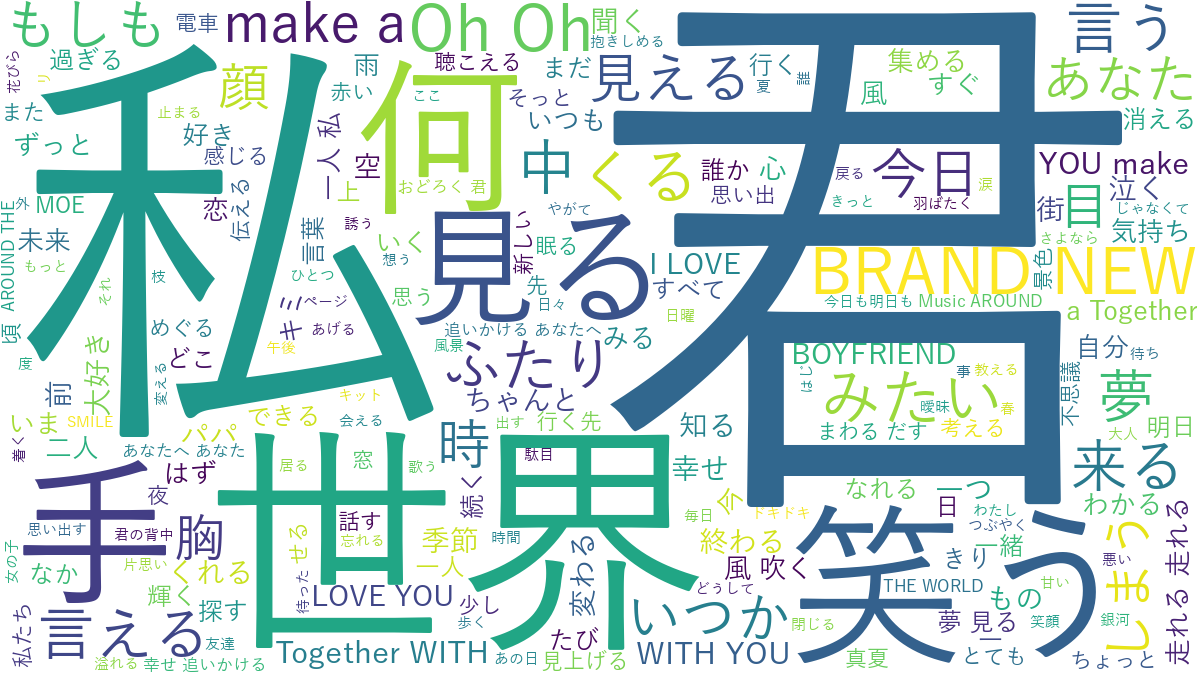 もしも
電車
make a
Oh Oh
聞く
抱きしめる
言う
花びら
過ぎる
リ
顔
雨
聴こえる
まだ
見える
行く
夏
誰
集める
すぐ
あなた
また
止まる
赤い
ここ
そっと
風
ずっと
好き
いつも
消える
私
何
君
感じる
一人 私
空
中
くる
誰か
心
戻る
今日
涙
YOU make
外
MOE
恋
伝える
上
おどろく 君
思い出
羽ばたく
街
目
泣く
じゃなくて
AROUND THE
誘う
やがて
きっと
未来
言葉
いく
眠る
新しい
見る
I LOVE
さよなら
気持ち
もっと
枝
ひとつ
想う
先
すべて
BRAND NEW
景色
それ
ミ
ページ
思う
日々
今日も明日も
Music AROUND
a Together
頃
めぐる
キ
あげる
追いかける
あなたへ
みる
日曜
度
大好き
どこ
午後
風景
ふたり
BOYFRIEND
はじ
事
教える
自分
待ち
前
変える
キット
ちゃんと
みたい
曖昧
春
不思議
夢
いま
SMILE
できる
会える
出す
行く先
知る
まわる だす
考える
大人
明日
着く
二人
パパ
あなたへ あなた
時
駄目
窓
居る
歌う
世界
幸せ
来る
手
はず
夜
続く
今
なれる
一つ
わかる
思い出す
君の背中
胸
話す
忘れる
時間
毎日
ドキドキ
日
わたし
つぶやく
笑う
しまう
女の子
なか
片思い
くれる
せる
季節
一人
変わる
終わる
きり
一緒
悪い
走れる 走れる
輝く
待った
風 吹く
どうして
THE WORLD
もの
甘い
私たち
言える
探す
友達
LOVE YOU
少し
歩く
いつか
閉じる
夢 見る
笑顔
銀河
たび
一
溢れる
幸せ 追いかける
Together WITH
あの日
見上げる
WITH YOU
真夏
とても
ちょっと